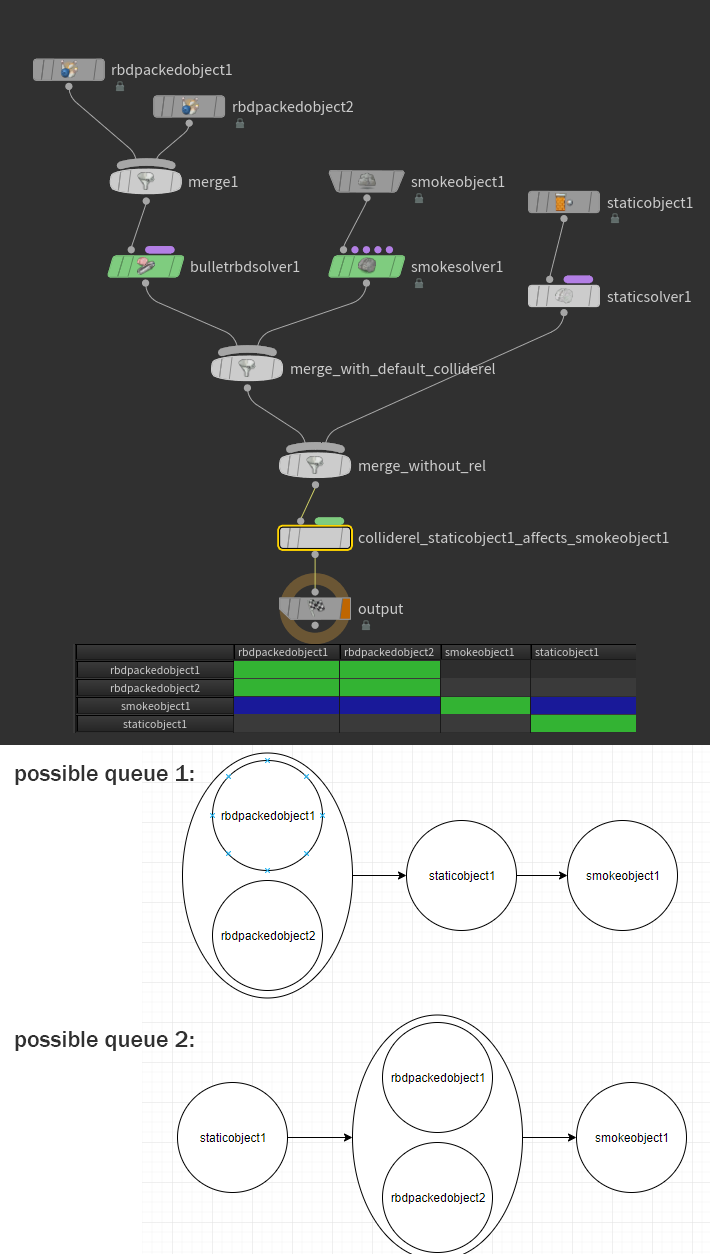 rbdpackedobject1
rbdpackedobject2
merge1
smokeobject1
staticobject1
bulletrbdsolver1
smokesolver1
staticsolver1
merge_with_default_colliderel
merge_without_rel
colliderel_staticobject1_affects_smokeobject1
output
rbdpackedobject1 rbdpackedobject2 smokeobject1 staticobject1
rbdpackedobject1
rbdpackedobject2
smokeobject1
staticobject1
possible queue 1:
rbdpackedobject1
staticobject1
smokeobject1
rbdpackedobject2
possible queue 2:
rbdpackedobject1
staticobject1
smokeobject1
rbdpackedobject2